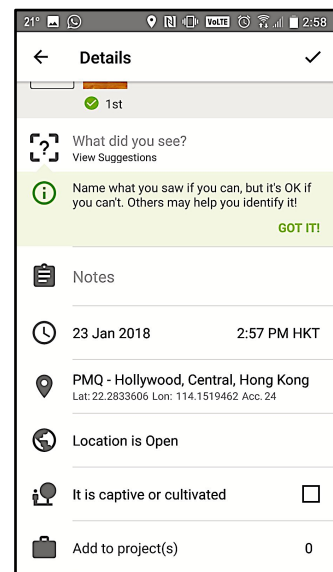 21° VoLTE 2:58
Details
1st
What did you see?
View Suggestions
Name what you saw if you can, but it's OK if
you can't. Others may help you identify it!
GOT IT!
Notes
23 Jan 2018 2:57 PM HKT
PMQ - Hollywood, Central, Hong Kong
Lat: 22.2833606 Lon: 114.1519462 Acc. 24
Location is Open
It is captive or cultivated
Add to project(s) 0